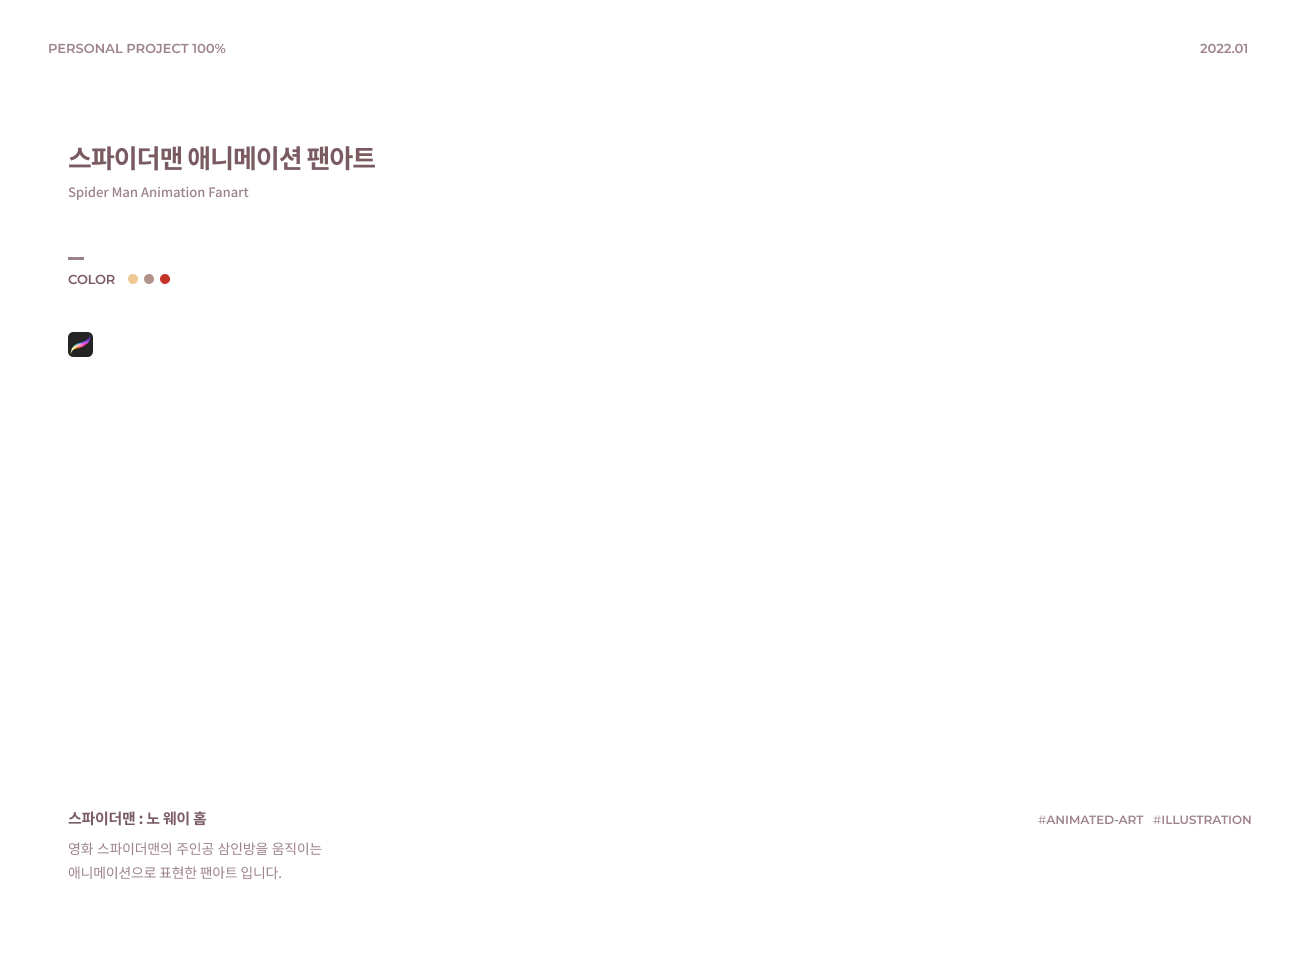 PERSONAL PROJECT 100%
2022.01
스파이더맨 애니메이션 팬아트
Spider Man Animation Fanart
COLOR
스파이더맨 : 노 웨이 홈
영화 스파이더맨의 주인공 삼인방을 움직이는
애니메이션으로 표현한 팬아트 입니다.
#ANIMATED-ART #ILLUSTRATION